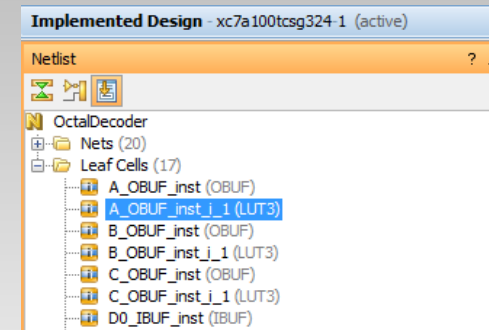 Implemented Design - xc7a100tcsg324-1 (active)
Netlist ?
N OctalDecoder
Nets (20)
Leaf Cells (17)
A_OBUF_inst (OBUF)
A_OBUF_inst_i_1 (LUT3)
B_OBUF_inst (OBUF)
B_OBUF_inst_i_1 (LUT3)
C_OBUF_inst (OBUF)
C_OBUF_inst_i_1 (LUT3)
D0_IBUF_inst (IBUF)